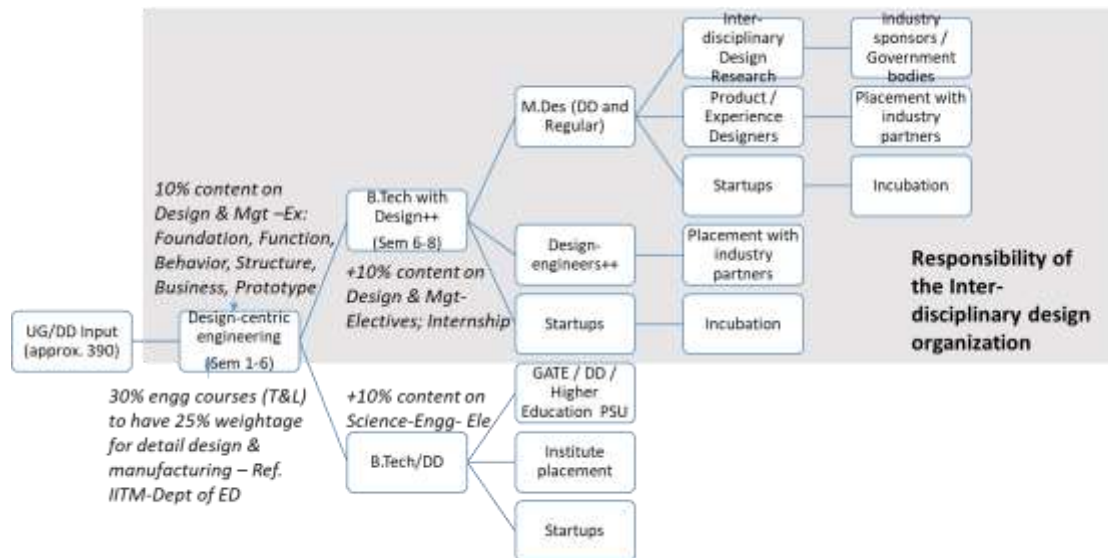 Inter-
disciplinary
Design
Research
Industry
sponsors /
Government
bodies
M.Des (DD and
Regular)
Product /
Experience
Designers
Placement with
industry
partners
Startups
Incubation
10% content on
Design & Mgt –Ex:
Foundation, Function,
Behavior, Structure,
Business, Prototype
B.Tech with
Design++
(Sem 6-8)
+10% content on
Design & Mgt-
Electives; Internship
Design-
engineers++
Placement with
industry
partners
Startups
Incubation
Responsibility of
the Inter-
disciplinary design
organization
UG/DD Input
(approx. 390)
Design-centric
engineering
(Sem 1-6)
30% engg courses (T&L)
to have 25% weightage
for detail design &
manufacturing – Ref.
IITM-Dept of ED
+10% content on
Science-Engg- Ele
B.Tech/DD
GATE / DD /
Higher
Education PSU
Institute
placement
Startups